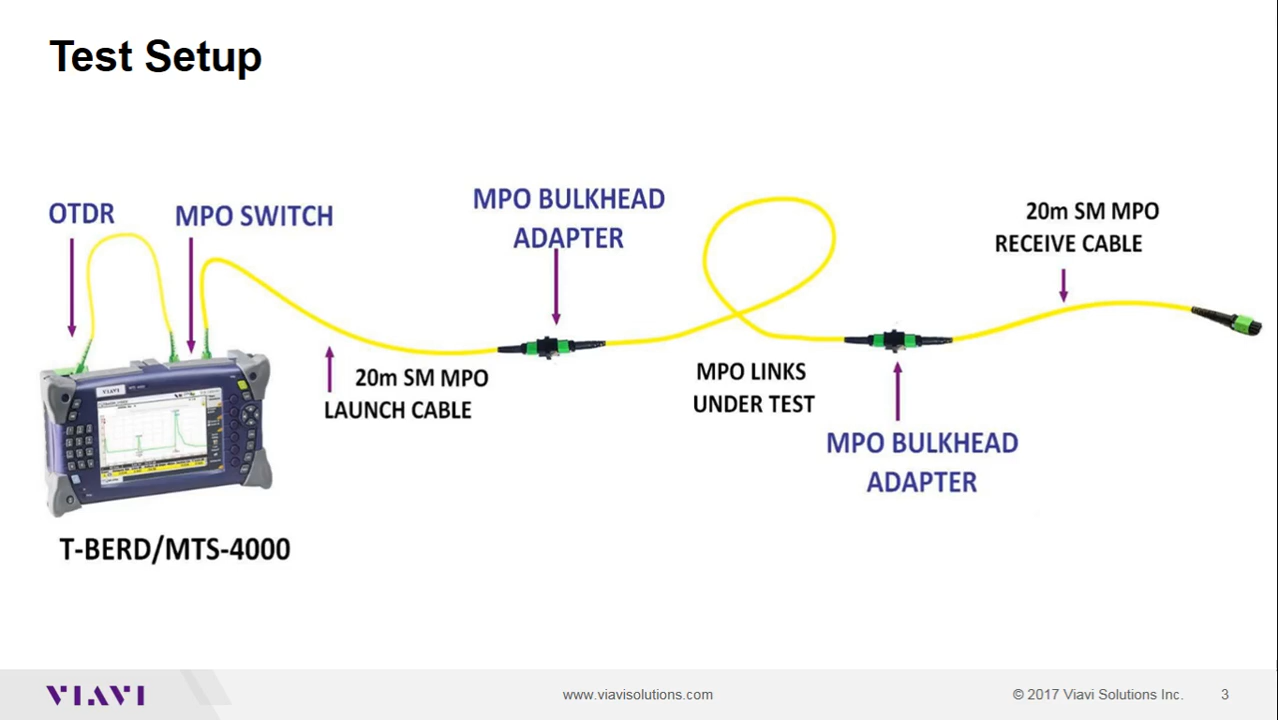 Test Setup
OTDR
MPO SWITCH
MPO BULKHEAD
ADAPTER
20m SM MPO
RECEIVE CABLE
20m SM MPO
LAUNCH CABLE
MPO LINKS
UNDER TEST
MPO BULKHEAD
ADAPTER
VIAVI
T-BERD/MTS-4000
VIAVI
www.viavisolutions.com
© 2017 Viavi Solutions Inc.
3